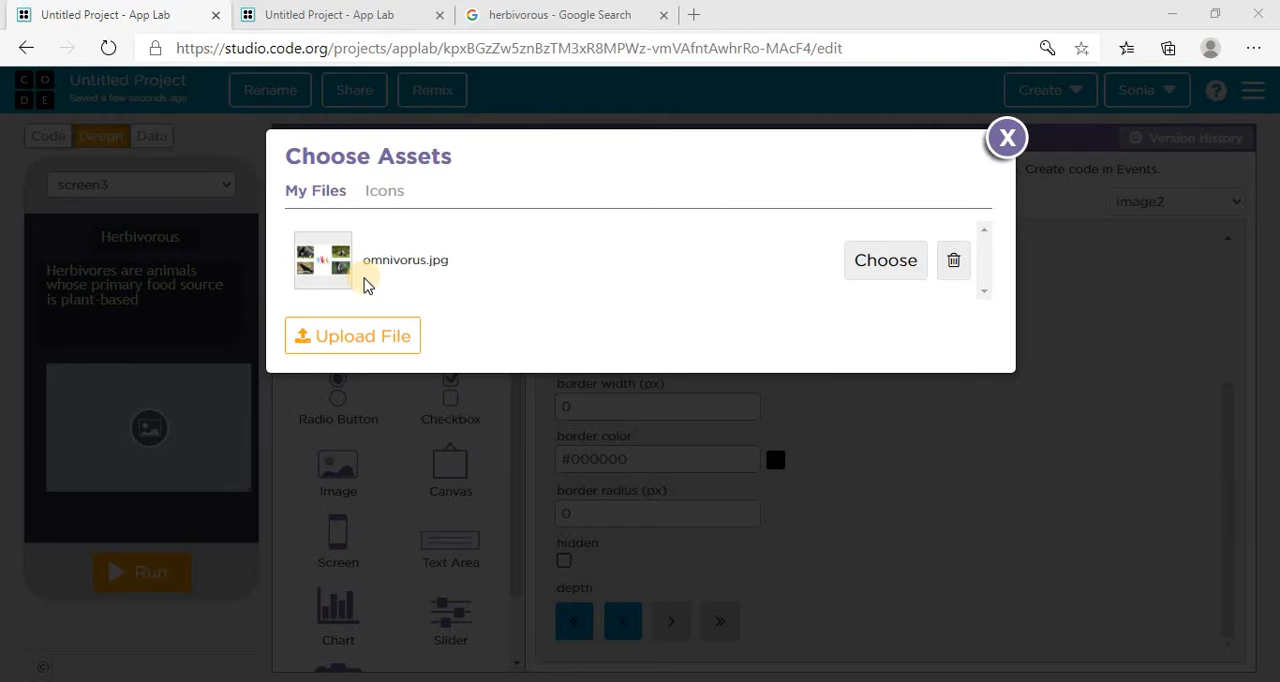 Untitled Project - App Lab
Untitled Project - App Lab
herbivorous - Google Search
https://studio.code.org/projects/applab/kpxBGzZw5znBzTM3xR8MPWz-vmVAfntAwhrRo-MAcF4/edit
C O
D E
Untitled Project
Saved a few seconds ago
Rename
Share
Remix
Create
Sonia
?
Code
Design
Data
Version History
Choose Assets
X
My Files
Icons
. Create code in Events.
screen3
image2
Herbivorous
Herbivores are animals
whose primary food source
is plant-based
omnivorus.jpg
Choose
Upload File
border width (px)
0
Radio Button
Checkbox
border color
#000000
Image
Canvas
border radius (px)
0
hidden
Screen
Text Area
Run
depth
Chart
Slider
©